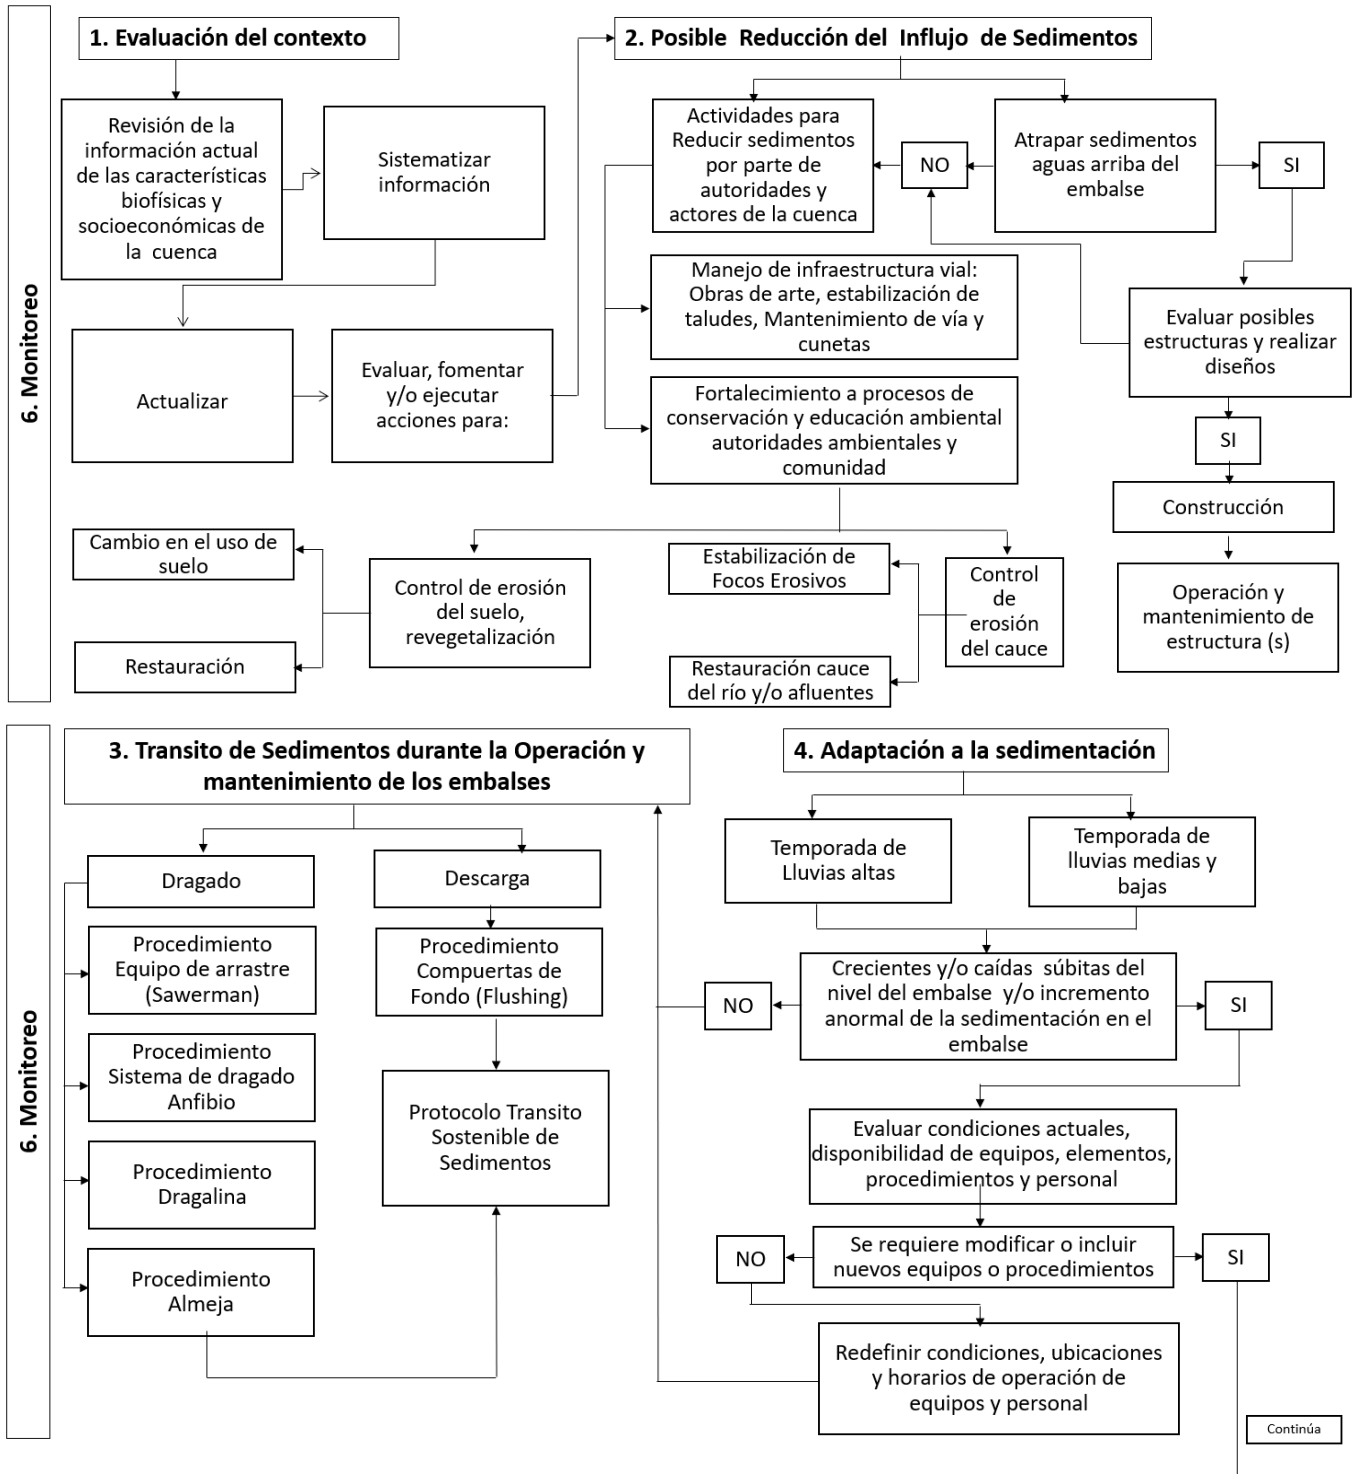 6. Monitoreo
1. Evaluación del contexto
Revisión de la
información actual
de las características
biofísicas y
socioeconómicas de
la cuenca
Sistematizar
información
Actualizar
Evaluar, fomentar
y/o ejecutar
acciones para:
2. Posible Reducción del Influjo de Sedimentos
Actividades para
Reducir sedimentos
por parte de
autoridades y
actores de la cuenca
NO
Atrapar sedimentos
aguas arriba del
embalse
SI
Manejo de infraestructura vial:
Obras de arte, estabilización de
taludes, Mantenimiento de vía y
cunetas
Evaluar posibles
estructuras y realizar
diseños
Fortalecimiento a procesos de
conservación y educación ambiental
autoridades ambientales y
comunidad
SI
Construcción
Operación y
mantenimiento de
estructura (s)
Cambio en el uso de
suelo
Restauración
Control de erosión
del suelo,
revegetalización
Estabilización de
Focos Erosivos
Restauración cauce
del río y/o afluentes
Control
de
erosión
del cauce
6. Monitoreo
3. Transito de Sedimentos durante la Operación y
mantenimiento de los embalses
Dragado
Procedimiento
Equipo de arrastre
(Sawerman)
Procedimiento
Sistema de dragado
Anfibio
Procedimiento
Dragalina
Procedimiento
Almeja
Descarga
Procedimiento
Compuertas de
Fondo (Flushing)
Protocolo Transito
Sostenible de
Sedimentos
4. Adaptación a la sedimentación
Temporada de
Lluvias altas
Temporada de
lluvias medias y
bajas
Crecientes y/o caídas súbitas del
nivel del embalse y/o incremento
anormal de la sedimentación en el
embalse
NO
SI
Evaluar condiciones actuales,
disponibilidad de equipos, elementos,
procedimientos y personal
Se requiere modificar o incluir
nuevos equipos o procedimientos
NO
SI
Redefinir condiciones, ubicaciones
y horarios de operación de
equipos y personal
Continúa